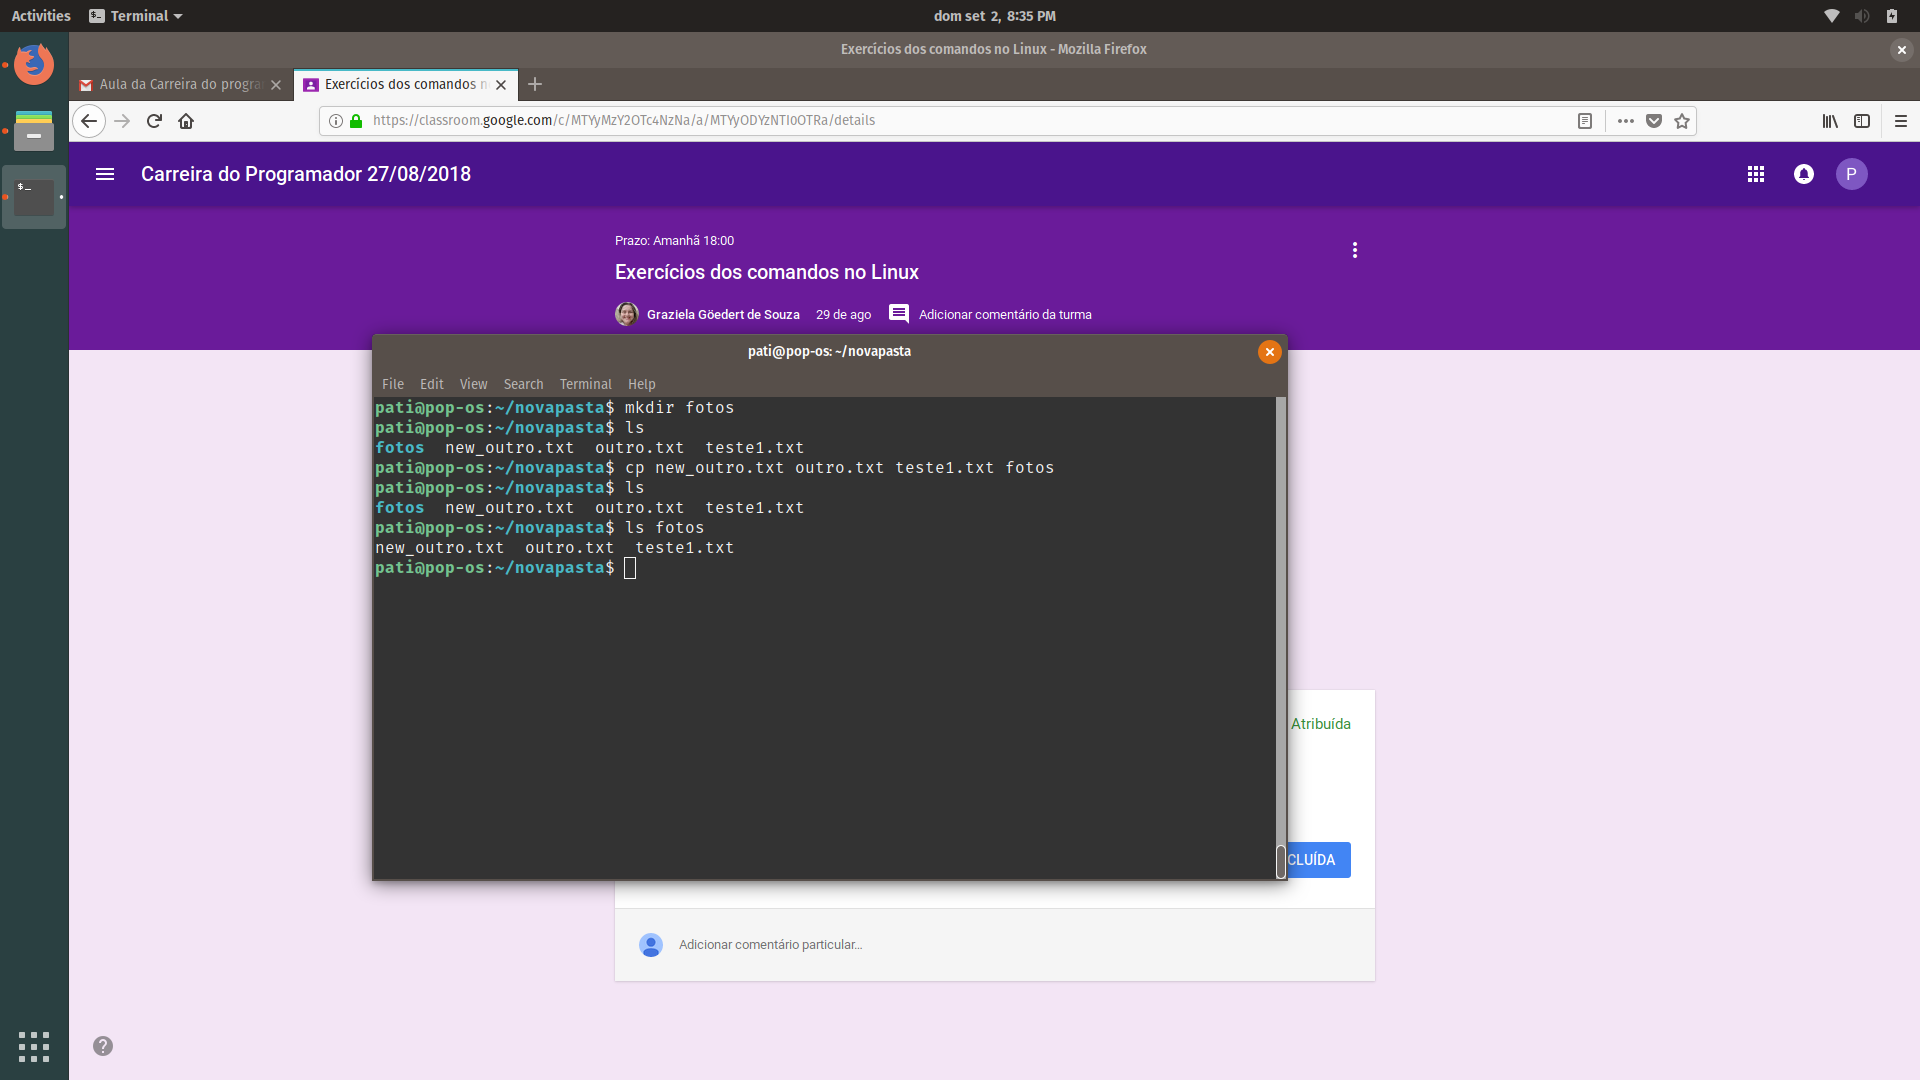 Activities
Terminal
dom set 2, 8:35 PM
Exercícios dos comandos no Linux - Mozilla Firefox
Aula da Carreira do progra
Exercícios dos comandos n
https://classroom.google.com/c/MTYyMzY2OTc4NzNa/a/MTYyODYzNTI0OTRa/details
Carreira do Programador 27/08/2018
P
Prazo: Amanhã 18:00
Exercícios dos comandos no Linux
Graziela Göedert de Souza 29 de ago Adicionar comentário da turma
pati@pop-os: ~/novapasta
File Edit View Search Terminal Help
pati@pop-os:~/novapasta$ mkdir fotos
pati@pop-os:~/novapasta$ ls
fotos new_outro.txt outro.txt teste1.txt
pati@pop-os:~/novapasta$ cp new_outro.txt outro.txt teste1.txt fotos
pati@pop-os:~/novapasta$ ls
fotos new_outro.txt outro.txt teste1.txt
pati@pop-os:~/novapasta$ ls fotos
new_outro.txt outro.txt teste1.txt
pati@pop-os:~/novapasta$
Atribuída
CLUÍDA
Adicionar comentário particular...